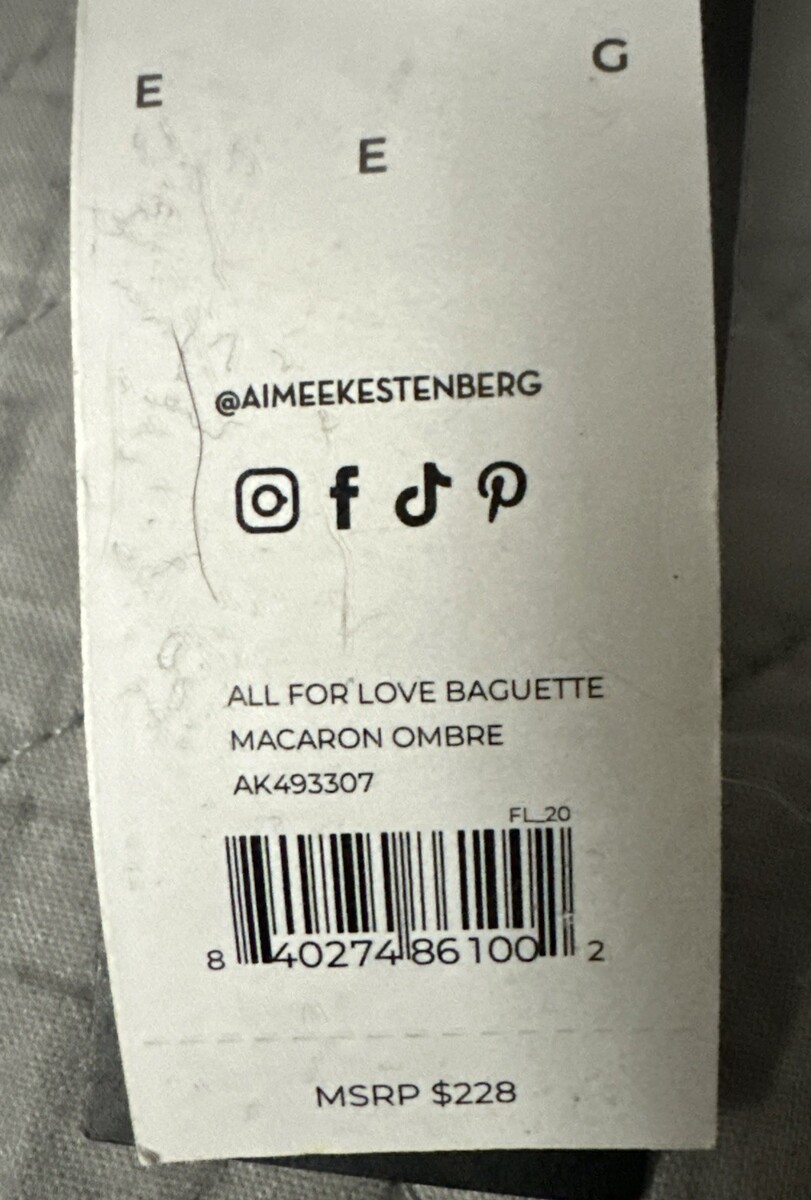 G
E
E
@AIMEEKESTENBERG
ALL FOR LOVE BAGUETTE
MACARON OMBRE
AK493307
FL_20
8 40274 86100 2
MSRP $228